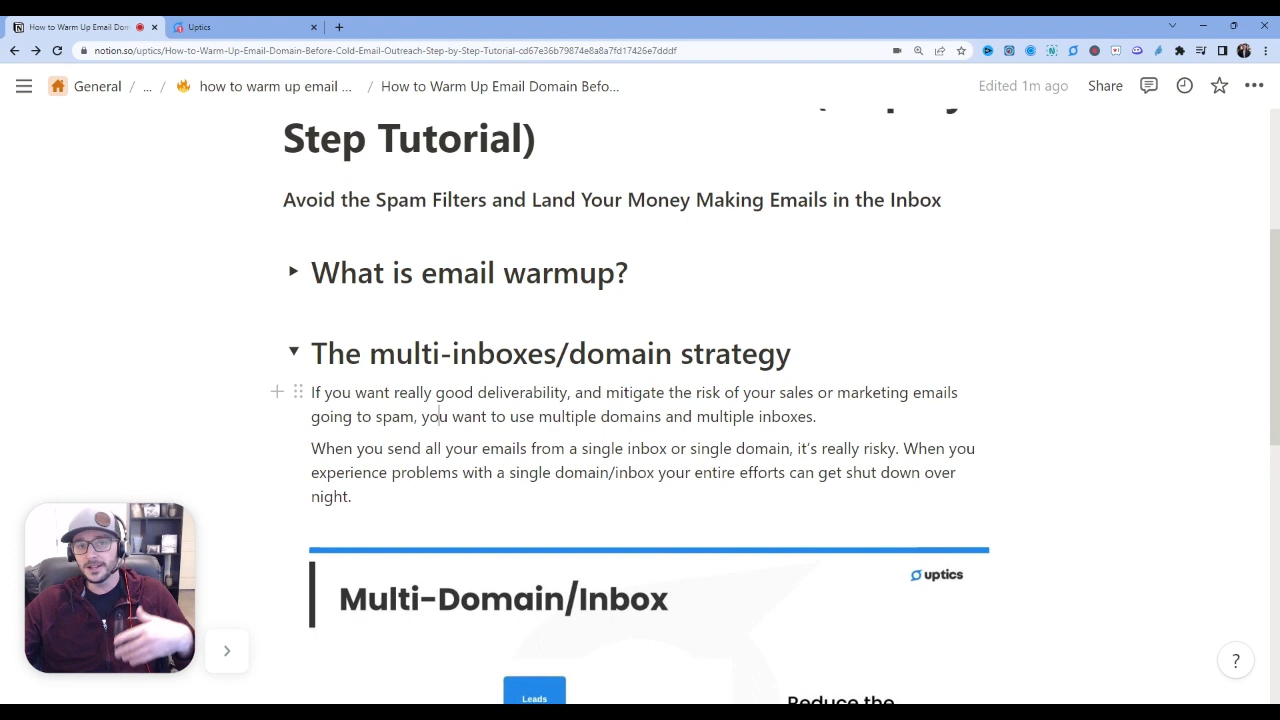 How to Warm Up Email Dom
Uptics
notion.so/uptics/How-to-Warm-Up-Email-Domain-Before-Cold-Email-Outreach-Step-by-Step-Tutorial-cd67e36b79874e8a8a7fd17426e7dddf
General / ... / 🔥 how to warm up email ... / How to Warm Up Email Domain Befo...
Edited 1m ago
Share
Step Tutorial)
Avoid the Spam Filters and Land Your Money Making Emails in the Inbox
What is email warmup?
The multi-inboxes/domain strategy
If you want really good deliverability, and mitigate the risk of your sales or marketing emails
going to spam, you want to use multiple domains and multiple inboxes.
When you send all your emails from a single inbox or single domain, it's really risky. When you
experience problems with a single domain/inbox your entire efforts can get shut down over
night.
uptics
Multi-Domain/Inbox
Leads
Reduce the
?